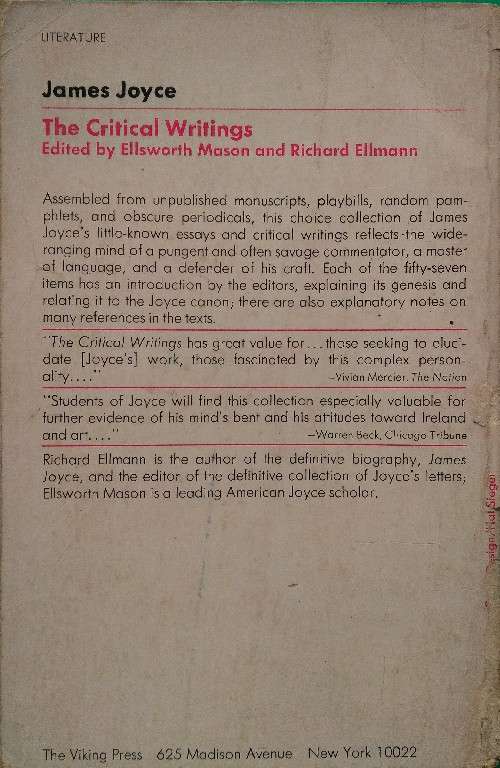 LITERATURE
James Joyce
The Critical Writings
Edited by Ellsworth Mason and Richard Ellmann
Assembled from unpublished manuscripts, playbills, random pam-
phlets, and obscure periodicals, this choice collection of James
Joyce's little-known essays and critical writings reflects the wide-
ranging mind of a pungent and often savage commentator, a master
of language, and a defender of his craft. Each of the fifty-seven
items has an introduction by the editors, explaining its genesis and
relating it to the Joyce canon; there are also explanatory notes on
many references in the texts.
"The Critical Writings has great value for...those seeking to eluci-
date [Joyce's] work, those fascinated by this complex person-
ality...."
—Vivian Mercier, The Nation
"Students of Joyce will find this collection especially valuable for
further evidence of his mind's bent and his attitudes toward Ireland
and art...."
—Warren Beck, Chicago Tribune
Richard Ellmann is the author of the definitive biography, James
Joyce, and the editor of the definitive collection of Joyce's letters;
Ellsworth Mason is a leading American Joyce scholar.
Design/Hal Siegel
The Viking Press 625 Madison Avenue New York 10022